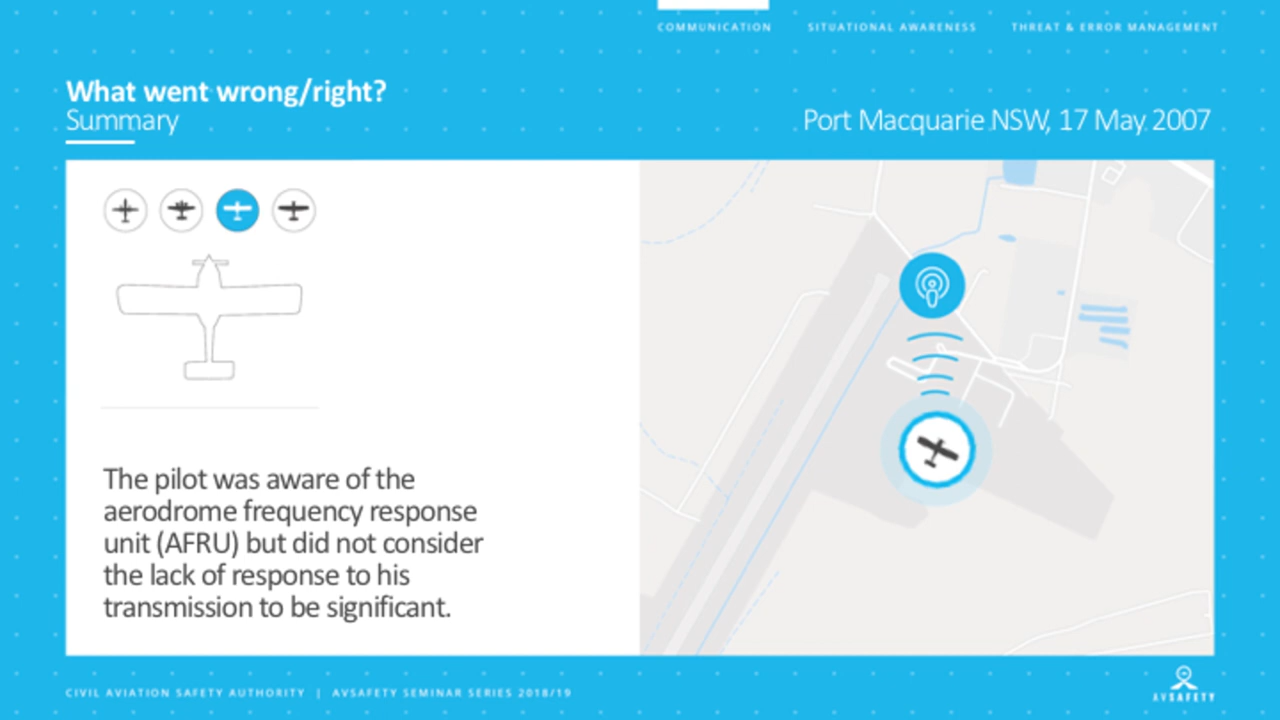 COMMUNICATION
SITUATIONAL AWARENESS
THREAT & ERROR MANAGEMENT
What went wrong/right?
Summary
Port Macquarie NSW, 17 May 2007
The pilot was aware of the
aerodrome frequency response
unit (AFRU) but did not consider
the lack of response to his
transmission to be significant.
CIVIL AVIATION SAFETY AUTHORITY | AVSAFETY SEMINAR SERIES 2018/19
AVSAFETY